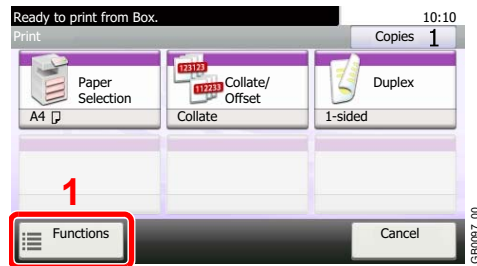 Ready to print from Box.
10:10
Print
Copies 1
123123
112233
Paper
Selection
Collate/
Offset
Duplex
A4
Collate
1-sided
1
Functions
Cancel
GB0097_00